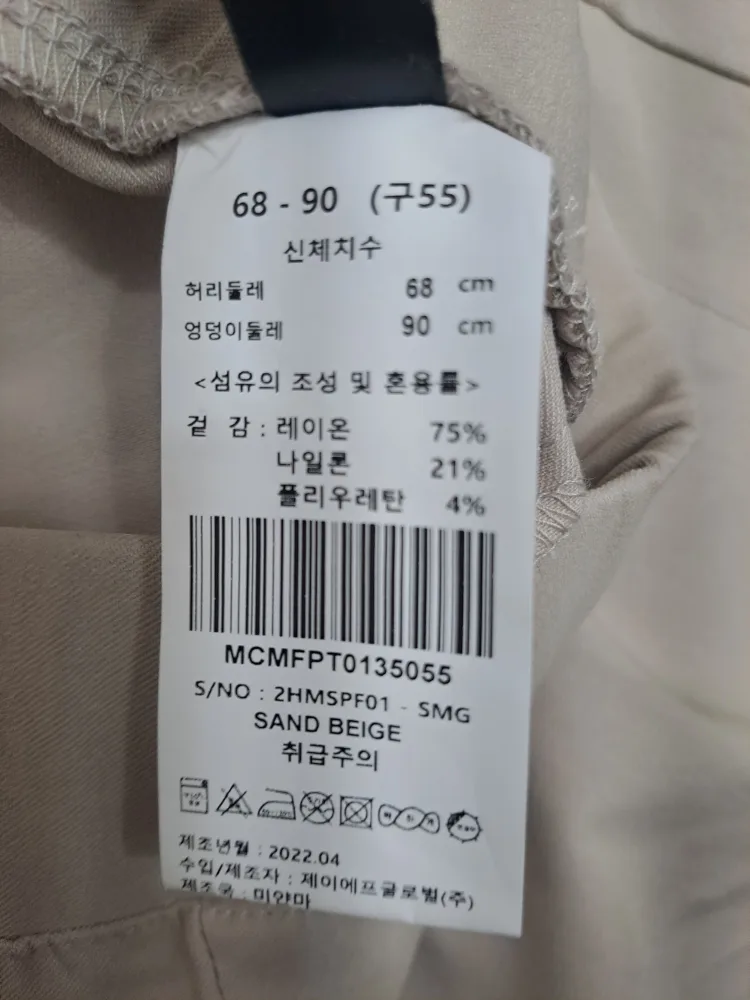 68 - 90 (구55)
신체치수
허리둘레 68 cm
엉덩이둘레 90 cm
<섬유의 조성 및 혼용률>
겉 감 : 레이온 75%
나일론 21%
폴리우레탄 4%
MCMFPT0135055
S/NO : 2HMSPF01 - SMG
SAND BEIGE
취급주의
제조년월 : 2022.04
수입/제조자 : 제이에프글로벌(주)
제조국 : 미얀마